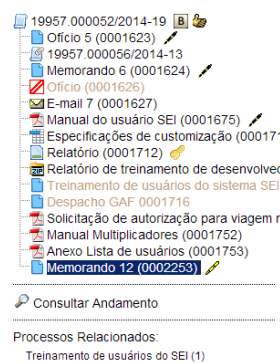 19957.000052/2014-19 B
Ofício 5 (0001623)
19957.000056/2014-13
Memorando 6 (0001624)
Ofício (0001626)
E-mail 7 (0001627)
Manual do usuário SEI (0001675)
Especificações de customização (00017
Relatório (0001712)
ZIP Relatório de treinamento de desenvolve
Treinamento de usuários do sistema SEI
Despacho GAF 0001716
Solicitação de autorização para viagem
Manual Multiplicadores (0001752)
Anexo Lista de usuários (0001753)
Memorando 12 (0002253)
Consultar Andamento
Processos Relacionados:
Treinamento de usuários do SEI (1)